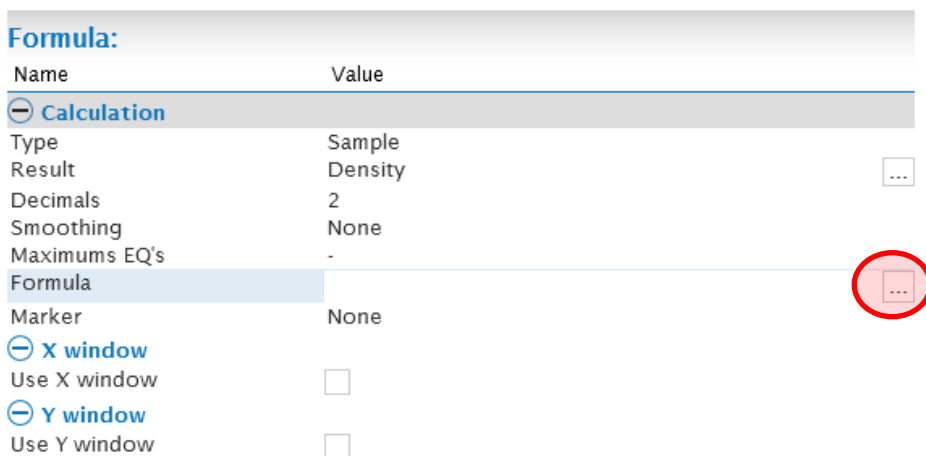 Formula:
Name Value
Calculation
Type Sample
Result Density ...
Decimals 2
Smoothing None
Maximums EQ's -
Formula ...
Marker None
X window
Use X window
Y window
Use Y window